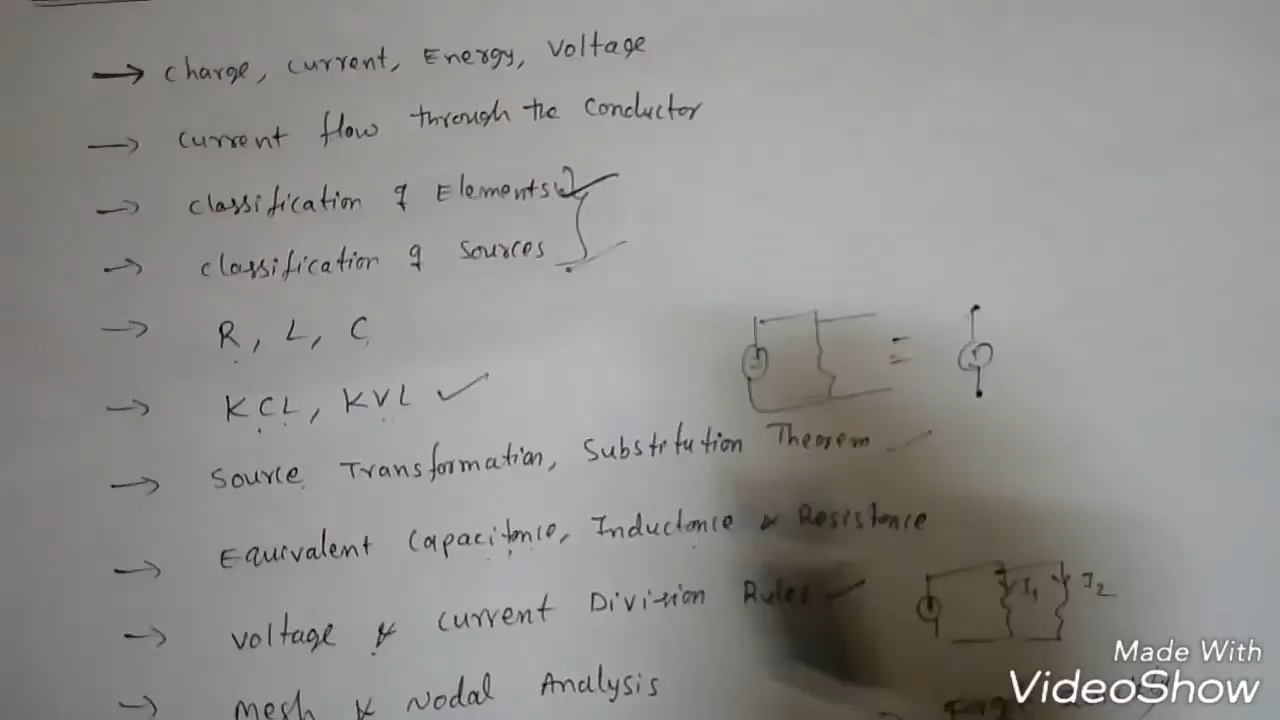 → Charge, Current, Energy, Voltage
→ Current flow through the Conductor
→ Classification of Elements
→ Classification of Sources
→ R, L, C
→ KCL, KVL ✓
→ Source Transformation, Substitution Theorem
→ Equivalent Capacitance, Inductance & Resistance
→ Voltage & Current Division Rules
I1 I2
→ Mesh & Nodal Analysis
Made With
VideoShow